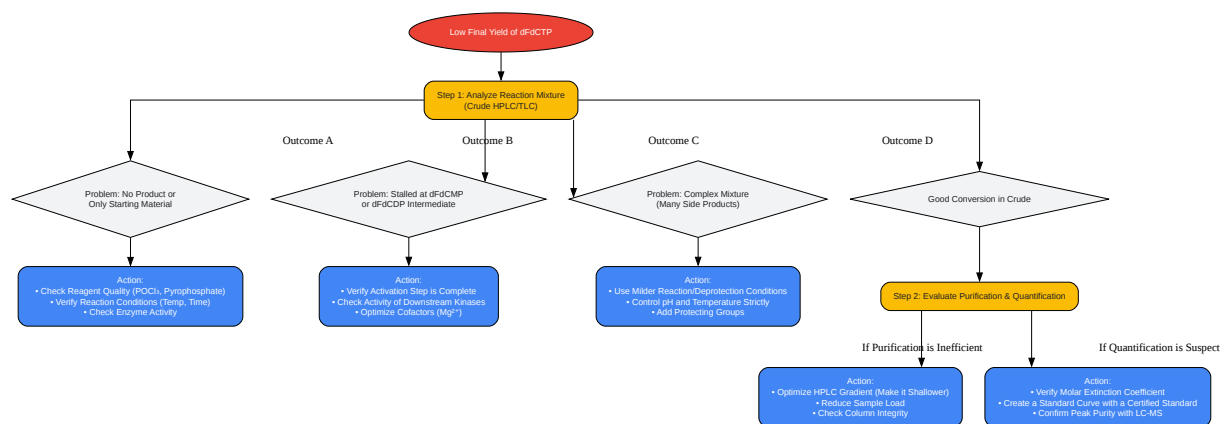 Low Final Yield of dFdCTP
Step 1: Analyze Reaction Mixture
(Crude HPLC/TLC)
Outcome A
Outcome B
Outcome C
Outcome D
Problem: No Product or
Only Starting Material
Problem: Stalled at dFdCMP
or dFdCDP Intermediate
Problem: Complex Mixture
(Many Side Products)
Good Conversion in Crude
Action:
• Check Reagent Quality (POCl₃, Pyrophosphate)
• Verify Reaction Conditions (Temp, Time)
• Check Enzyme Activity
Action:
• Verify Activation Step is Complete
• Check Activity of Downstream Kinases
• Optimize Cofactors (Mg²⁺)
Action:
• Use Milder Reaction/Deprotection Conditions
• Control pH and Temperature Strictly
• Add Protecting Groups
Step 2: Evaluate Purification & Quantification
If Purification is Inefficient
If Quantification is Suspect
Action:
• Optimize HPLC Gradient (Make it Shallower)
• Reduce Sample Load
• Check Column Integrity
Action:
• Verify Molar Extinction Coefficient
• Create a Standard Curve with a Certified Standard
• Confirm Peak Purity with LC-MS